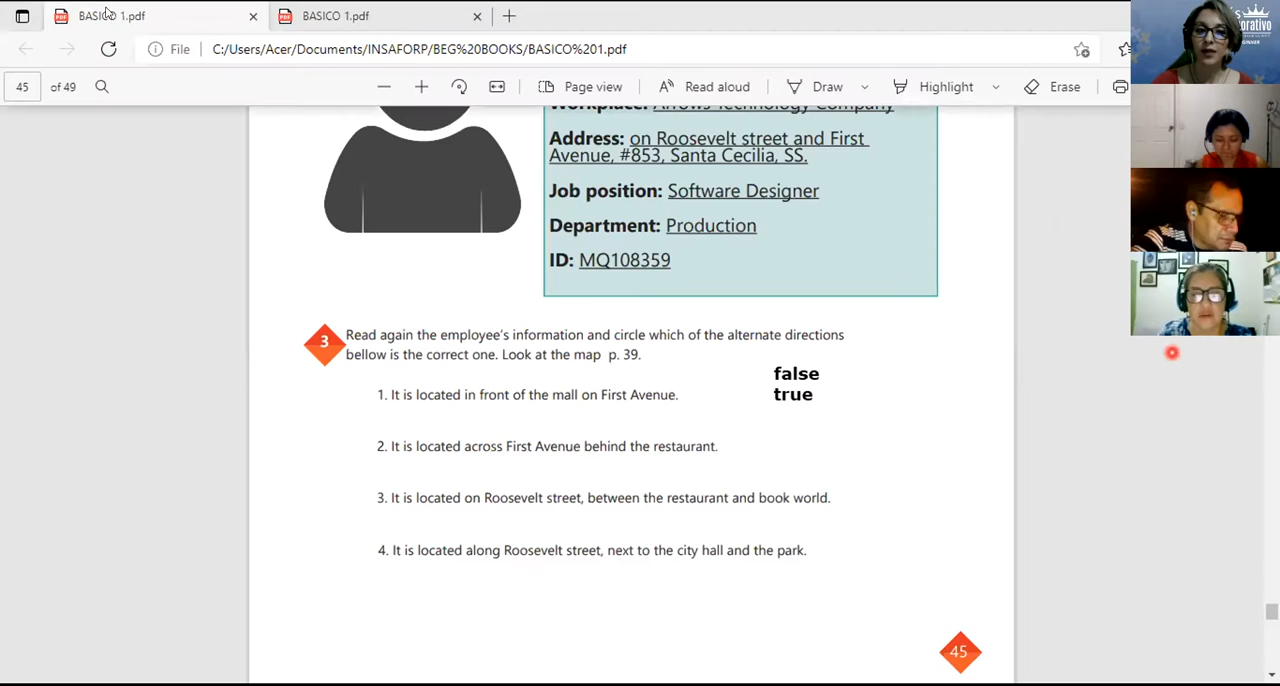 BASICO 1.pdf
BASICO 1.pdf
File C:/Users/Acer/Documents/INSAFORP/BEG%20BOOKS/BASICO%201.pdf
45 of 49 Page view Read aloud Draw Highlight Erase
Workplace: Arrows Technology Company
Address: on Roosevelt street and First
Avenue, #853, Santa Cecilia, SS.
Job position: Software Designer
Department: Production
ID: MQ108359
3 Read again the employee's information and circle which of the alternate directions
bellow is the correct one. Look at the map p. 39.
false
true
1. It is located in front of the mall on First Avenue.
2. It is located across First Avenue behind the restaurant.
3. It is located on Roosevelt street, between the restaurant and book world.
4. It is located along Roosevelt street, next to the city hall and the park.
45